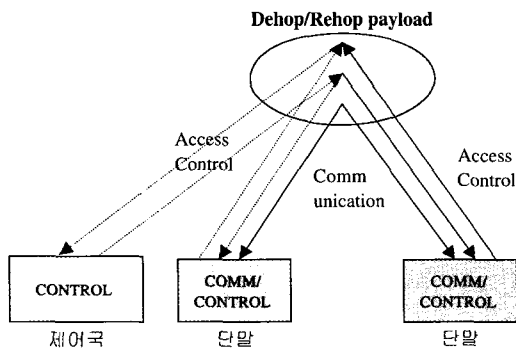 Dehop/Rehop payload
Access
Control
Comm
unication
Access
Control
CONTROL
COMM/
CONTROL
COMM/
CONTROL
제어국
단말
단말